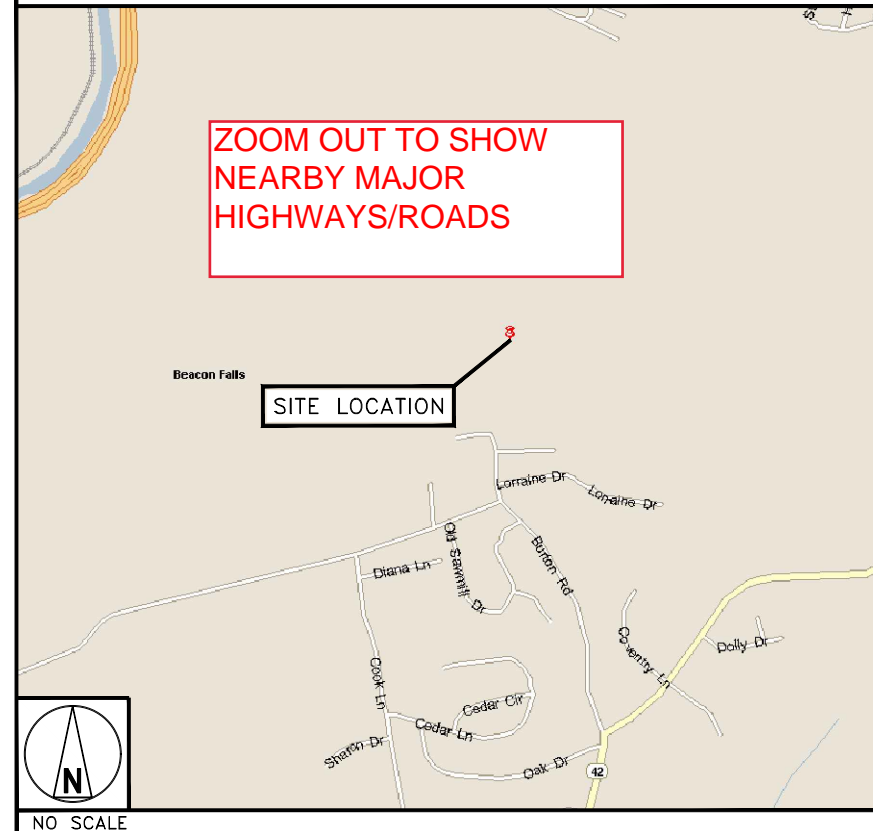 ZOOM OUT TO SHOW
NEARBY MAJOR
HIGHWAYS/ROADS
Beacon Falls
SITE LOCATION
Lorraine Dr
Lorraine Dr
Old Sawmill Dr
Burton Rd
Diana Ln
Coventry Ln
Dolly Dr
Cook Ln
Cedar Cir
Cedar Ln
Sharon Dr
Oak Dr
42
N
NO SCALE